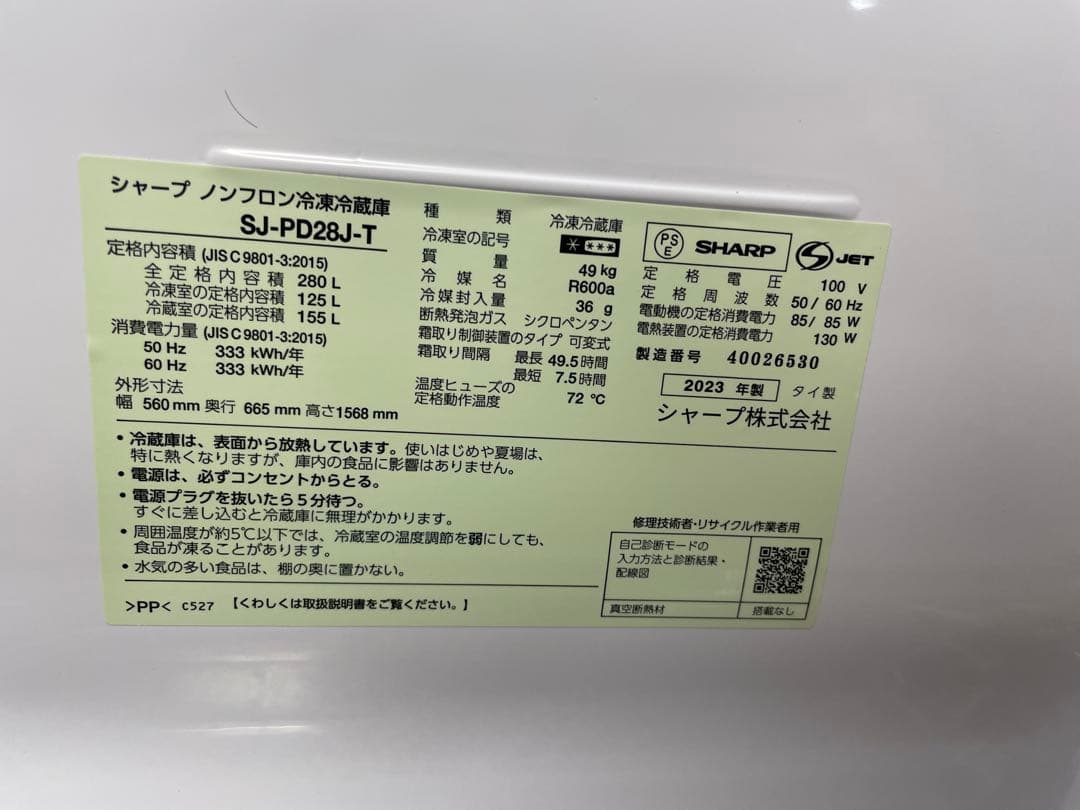 シャープ ノンフロン冷凍冷蔵庫
SJ-PD28J-T
定格内容積 (JIS C 9801-3:2015)
全定格内容積 280 L
冷凍室の定格内容積 125 L
冷蔵室の定格内容積 155 L
消費電力量 (JIS C 9801-3:2015)
50 Hz 333 kWh/年
60 Hz 333 kWh/年
外形寸法
幅 560 mm 奥行 665 mm 高さ1568 mm
種類 冷凍冷蔵庫
冷凍室の記号
質量 49 kg
冷媒名 R600a
冷媒封入量 36 g
断熱発泡ガス シクロペンタン
霜取り制御装置のタイプ 可変式
霜取り間隔 最長 49.5時間
最短 7.5時間
温度ヒューズの
定格動作温度 72 ℃
PSE SHARP JET
定格電圧 100 V
定格周波数 50/ 60 Hz
電動機の定格消費電力 85/ 85 W
電熱装置の定格消費電力 130 W
製造番号 40026530
2023 年製 タイ製
シャープ株式会社
・冷蔵庫は、表面から放熱しています。使いはじめや夏場は、
特に熱くなりますが、庫内の食品に影響はありません。
・電源は、必ずコンセントからとる。
・電源プラグを抜いたら5分待つ。
すぐに差し込むと冷蔵庫に無理がかかります。
・周囲温度が約5℃以下では、冷蔵室の温度調節を弱にしても、
食品が凍ることがあります。
・水気の多い食品は、棚の奥に置かない。
>PP< C527 【くわしくは取扱説明書をご覧ください。】
修理技術者・リサイクル作業者用
自己診断モードの
入力方法と診断結果・
配線図
真空断熱材 搭載なし